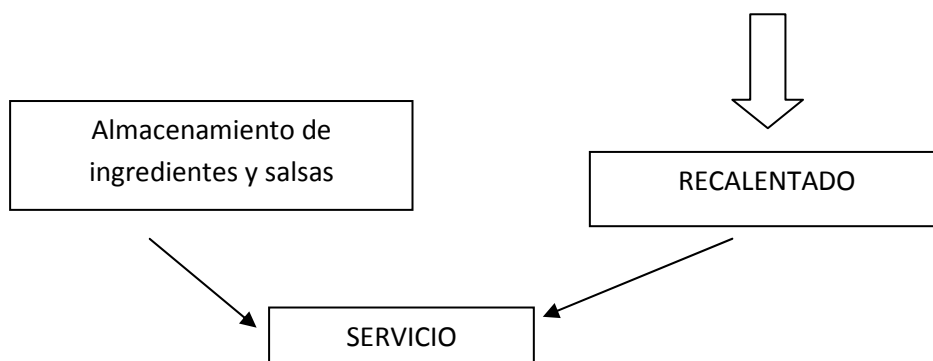 Almacenamiento de
ingredientes y salsas
RECALENTADO
SERVICIO